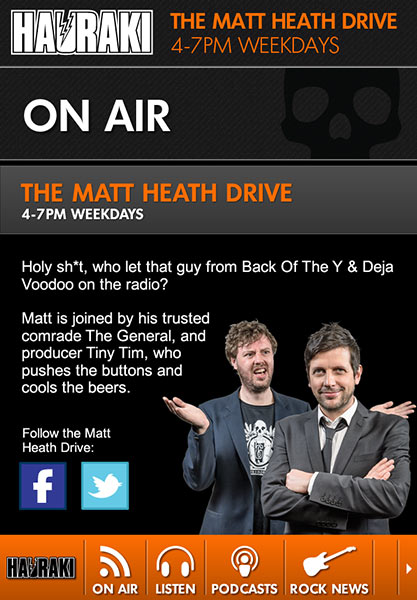 HAURAKI
THE MATT HEATH DRIVE
4-7PM WEEKDAYS
ON AIR
THE MATT HEATH DRIVE
4-7PM WEEKDAYS
Holy sh*t, who let that guy from Back Of The Y & Deja
Voodoo on the radio?
Matt is joined by his trusted
comrade The General, and
producer Tiny Tim, who
pushes the buttons and
cools the beers.
Follow the Matt
Heath Drive:
f
HAURAKI
ON AIR
LISTEN
PODCASTS
ROCK NEWS